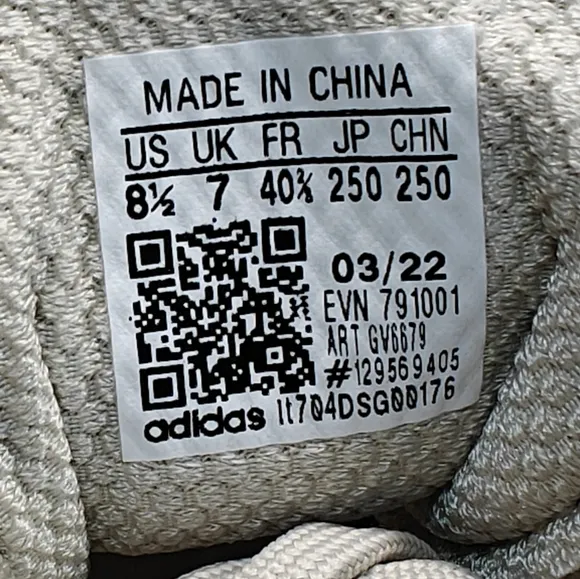 MADE IN CHINA
US UK FR JP CHN
8½ 7 40⅔ 250 250
03/22
EVN 791001
ART GV6679
#129569405
adidas 1t704DSG00176